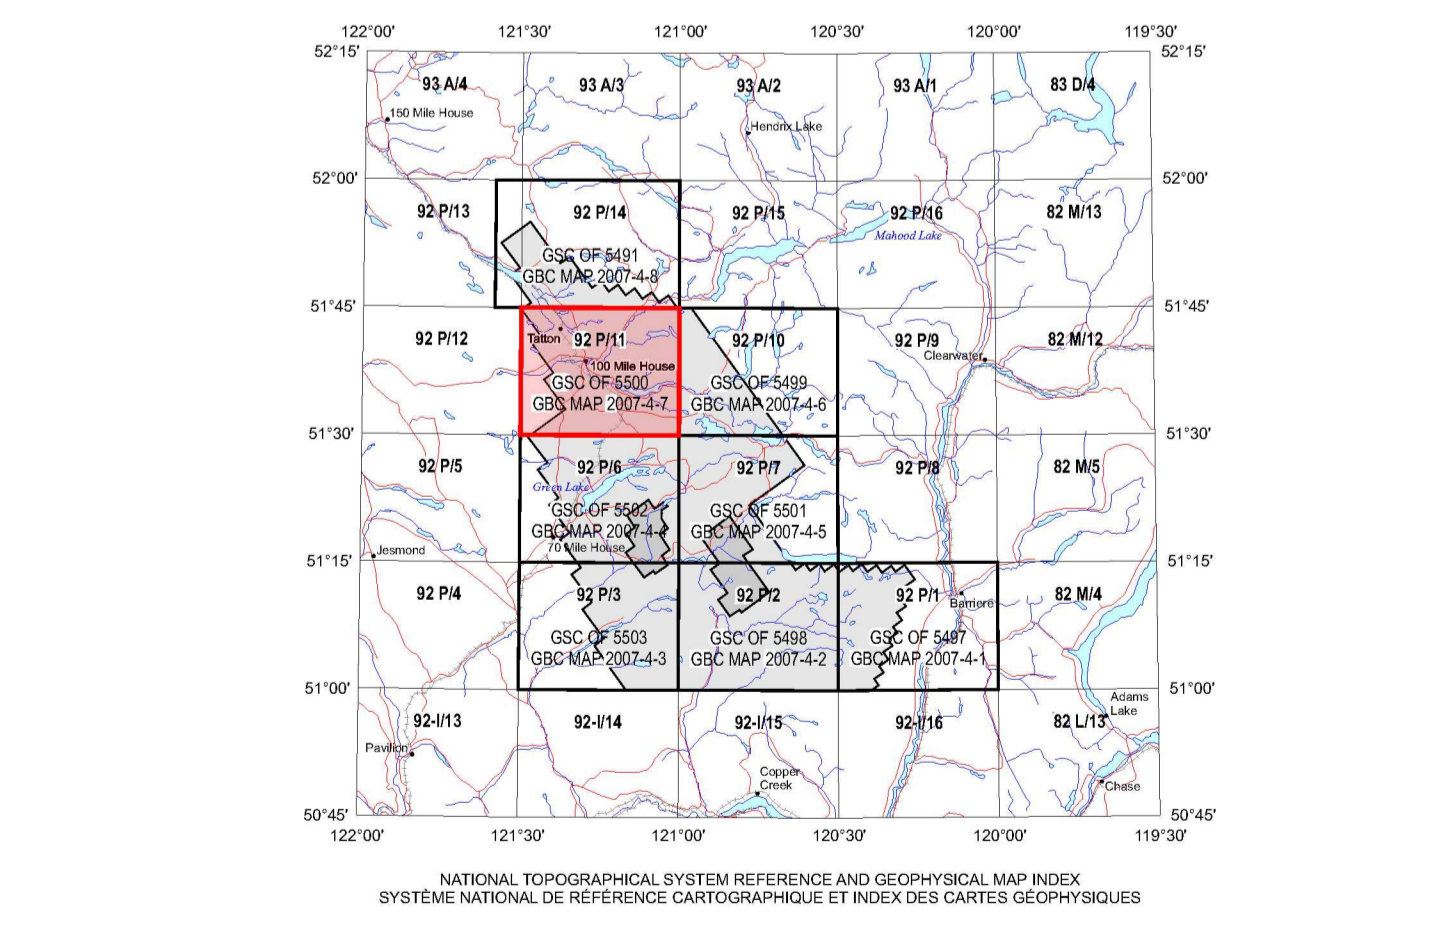 122°00' 121°30' 121°00' 120°30' 120°00' 119°30'
52°15' 52°15'
93 A/4 93 A/3 93 A/2 93 A/1 83 D/4
150 Mile House
Hendrix Lake
52°00' 52°00'
92 P/13 92 P/14 92 P/15 92 P/16 82 M/13
Mahood Lake
GSC OF 5491
GBC MAP 2007-4-8
51°45' 51°45'
92 P/12 Tatton 92 P/11 92 P/10 92 P/9 82 M/12
Clearwater
100 Mile House
GSC OF 5500 GSC OF 5499
GBC MAP 2007-4-7 GBC MAP 2007-4-6
51°30' 51°30'
92 P/5 92 P/6 92 P/7 92 P/8 82 M/5
Green Lake
GSC OF 5502 GSC OF 5501
GBC MAP 2007-4-4 GBC MAP 2007-4-5
70 Mile House
Jesmond
51°15' 51°15'
92 P/4 92 P/3 92 P/2 92 P/1 82 M/4
Barriere
GSC OF 5503 GSC OF 5498 GSC OF 5497
GBC MAP 2007-4-3 GBC MAP 2007-4-2 GBC MAP 2007-4-1
51°00' 51°00'
Adams
Lake
92-I/13 92-I/14 92-I/15 92-I/16 82 L/13
Pavilion
Copper
Creek
Chase
50°45' 50°45'
122°00' 121°30' 121°00' 120°30' 120°00' 119°30'
NATIONAL TOPOGRAPHICAL SYSTEM REFERENCE AND GEOPHYSICAL MAP INDEX
SYSTÈME NATIONAL DE RÉFÉRENCE CARTOGRAPHIQUE ET INDEX DES CARTES GÉOPHYSIQUES